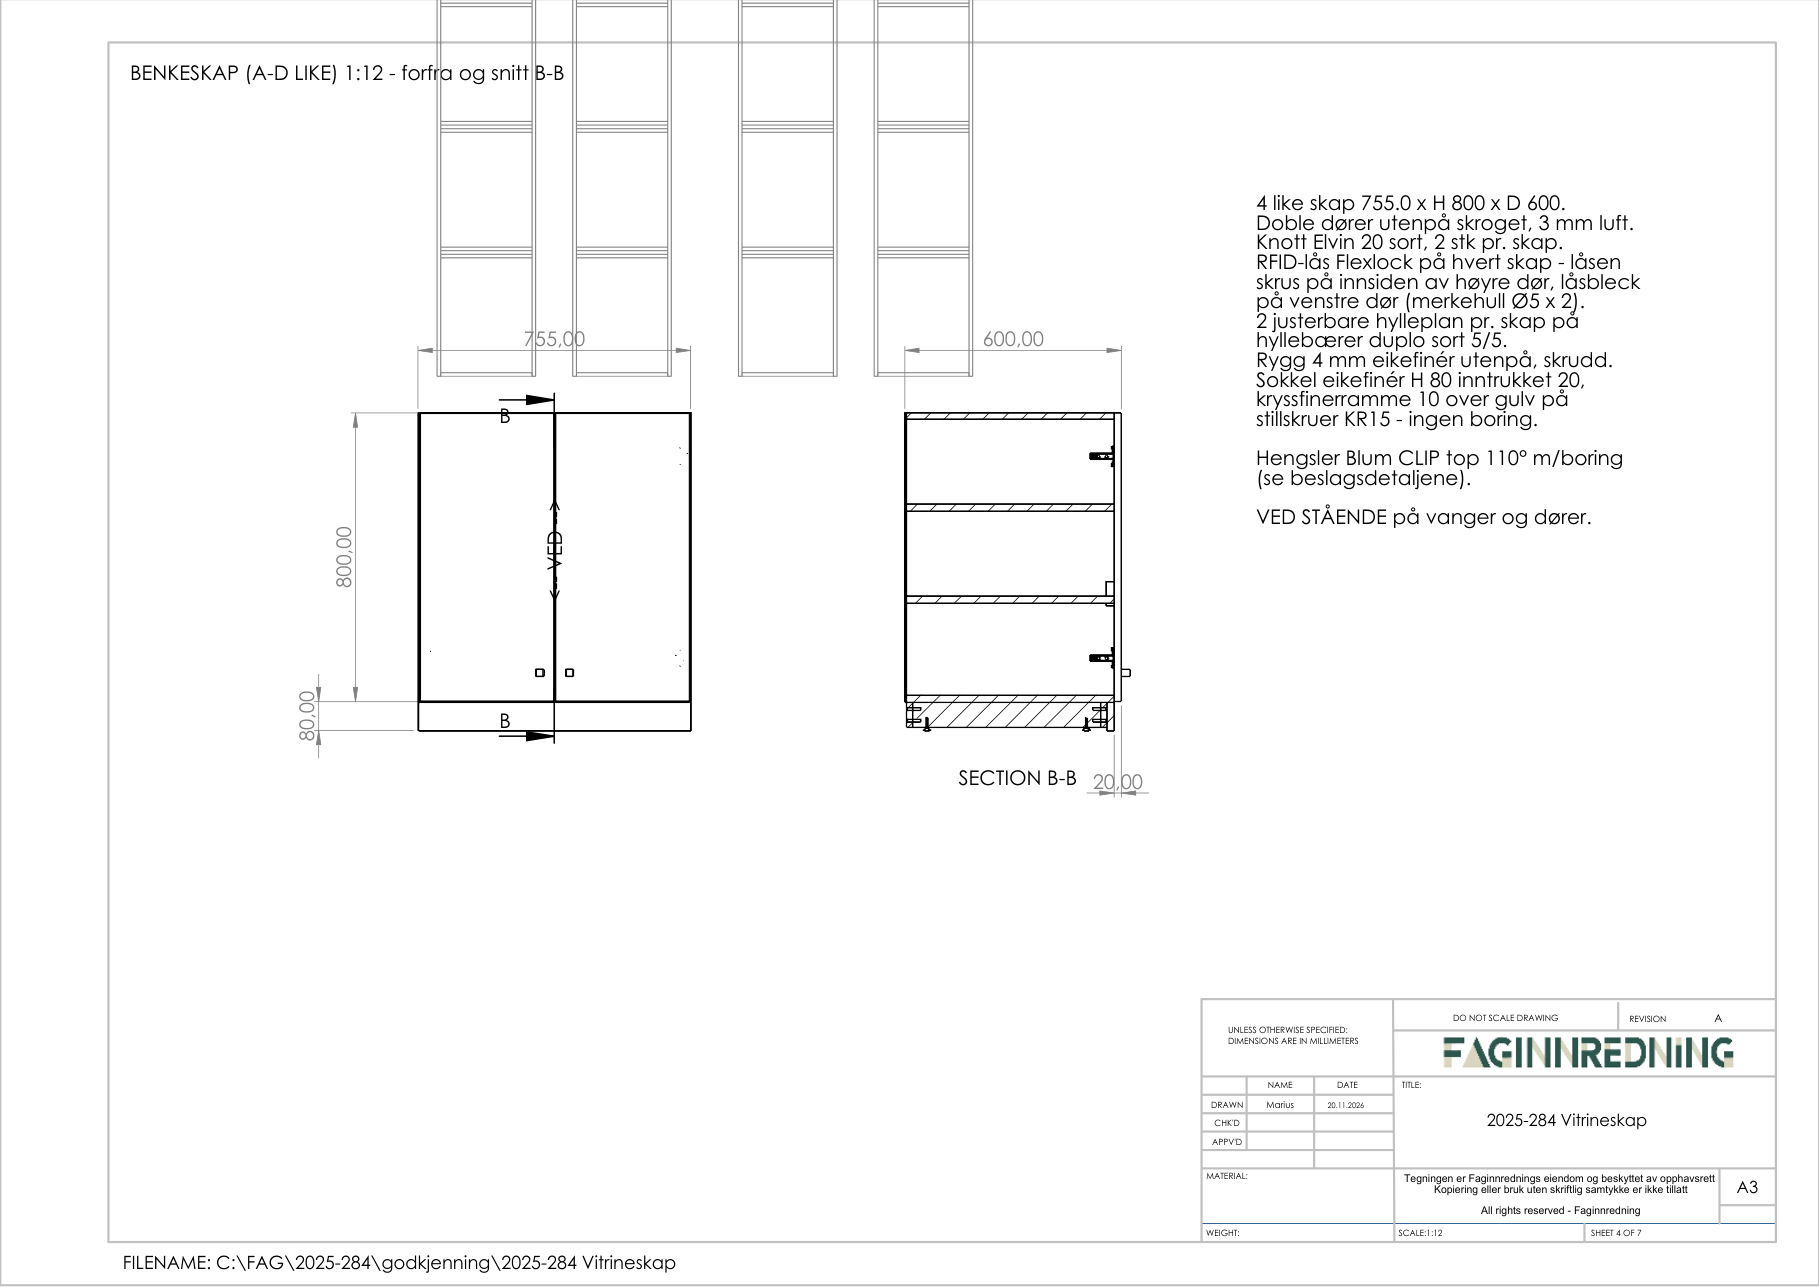 BENKESKAP (A-D LIKE) 1:12 - forfra og snitt B-B
4 like skap 755.0 x H 800 x D 600.
Doble dører utenpå skroget, 3 mm luft.
Knott Elvin 20 sort, 2 stk pr. skap.
RFID-lås Flexlock på hvert skap - låsen
skrus på innsiden av høyre dør, låsbleck
på venstre dør (merkehull Ø5 x 2).
2 justerbare hylleplan pr. skap på
hyllebærer duplo sort 5/5.
Rygg 4 mm eikefinér utenpå, skrudd.
Sokkel eikefinér H 80 inntrukket 20,
kryssfinerramme 10 over gulv på
stillskruer KR15 - ingen boring.
Hengsler Blum CLIP top 110° m/boring
(se beslagsdetaljene).
VED STÅENDE på vanger og dører.
755,00
600,00
B
800,00
VED
80,00
B
SECTION B-B
20,00
UNLESS OTHERWISE SPECIFIED:
DIMENSIONS ARE IN MILLIMETERS
DO NOT SCALE DRAWING
REVISION
A
FAGINNREDNING
NAME
DATE
TITLE:
DRAWN
Marius
20.11.2026
CHK'D
APPV'D
2025-284 Vitrineskap
MATERIAL:
Tegningen er Faginnrednings eiendom og beskyttet av opphavsrett
Kopiering eller bruk uten skriftlig samtykke er ikke tillatt
All rights reserved - Faginnredning
A3
WEIGHT:
SCALE:1:12
SHEET 4 OF 7
FILENAME: C:\FAG\2025-284\godkjenning\2025-284 Vitrineskap